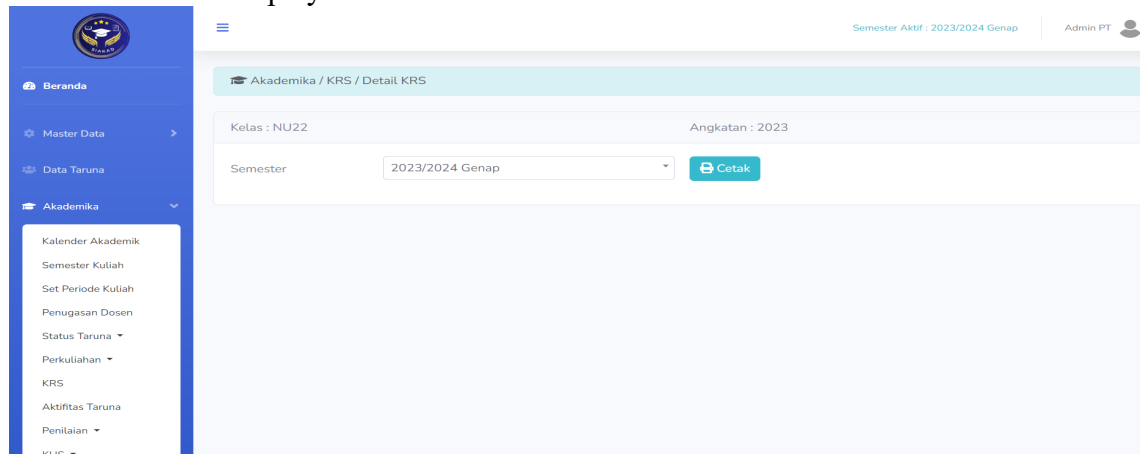 SIAKAD
Semester Aktif : 2023/2024 Genap
Admin PT
Beranda
Akademika / KRS / Detail KRS
Master Data
Kelas : NU22
Angkatan : 2023
Data Taruna
Semester
2023/2024 Genap
Cetak
Akademika
Kalender Akademik
Semester Kuliah
Set Periode Kuliah
Penugasan Dosen
Status Taruna
Perkuliahan
KRS
Aktifitas Taruna
Penilaian